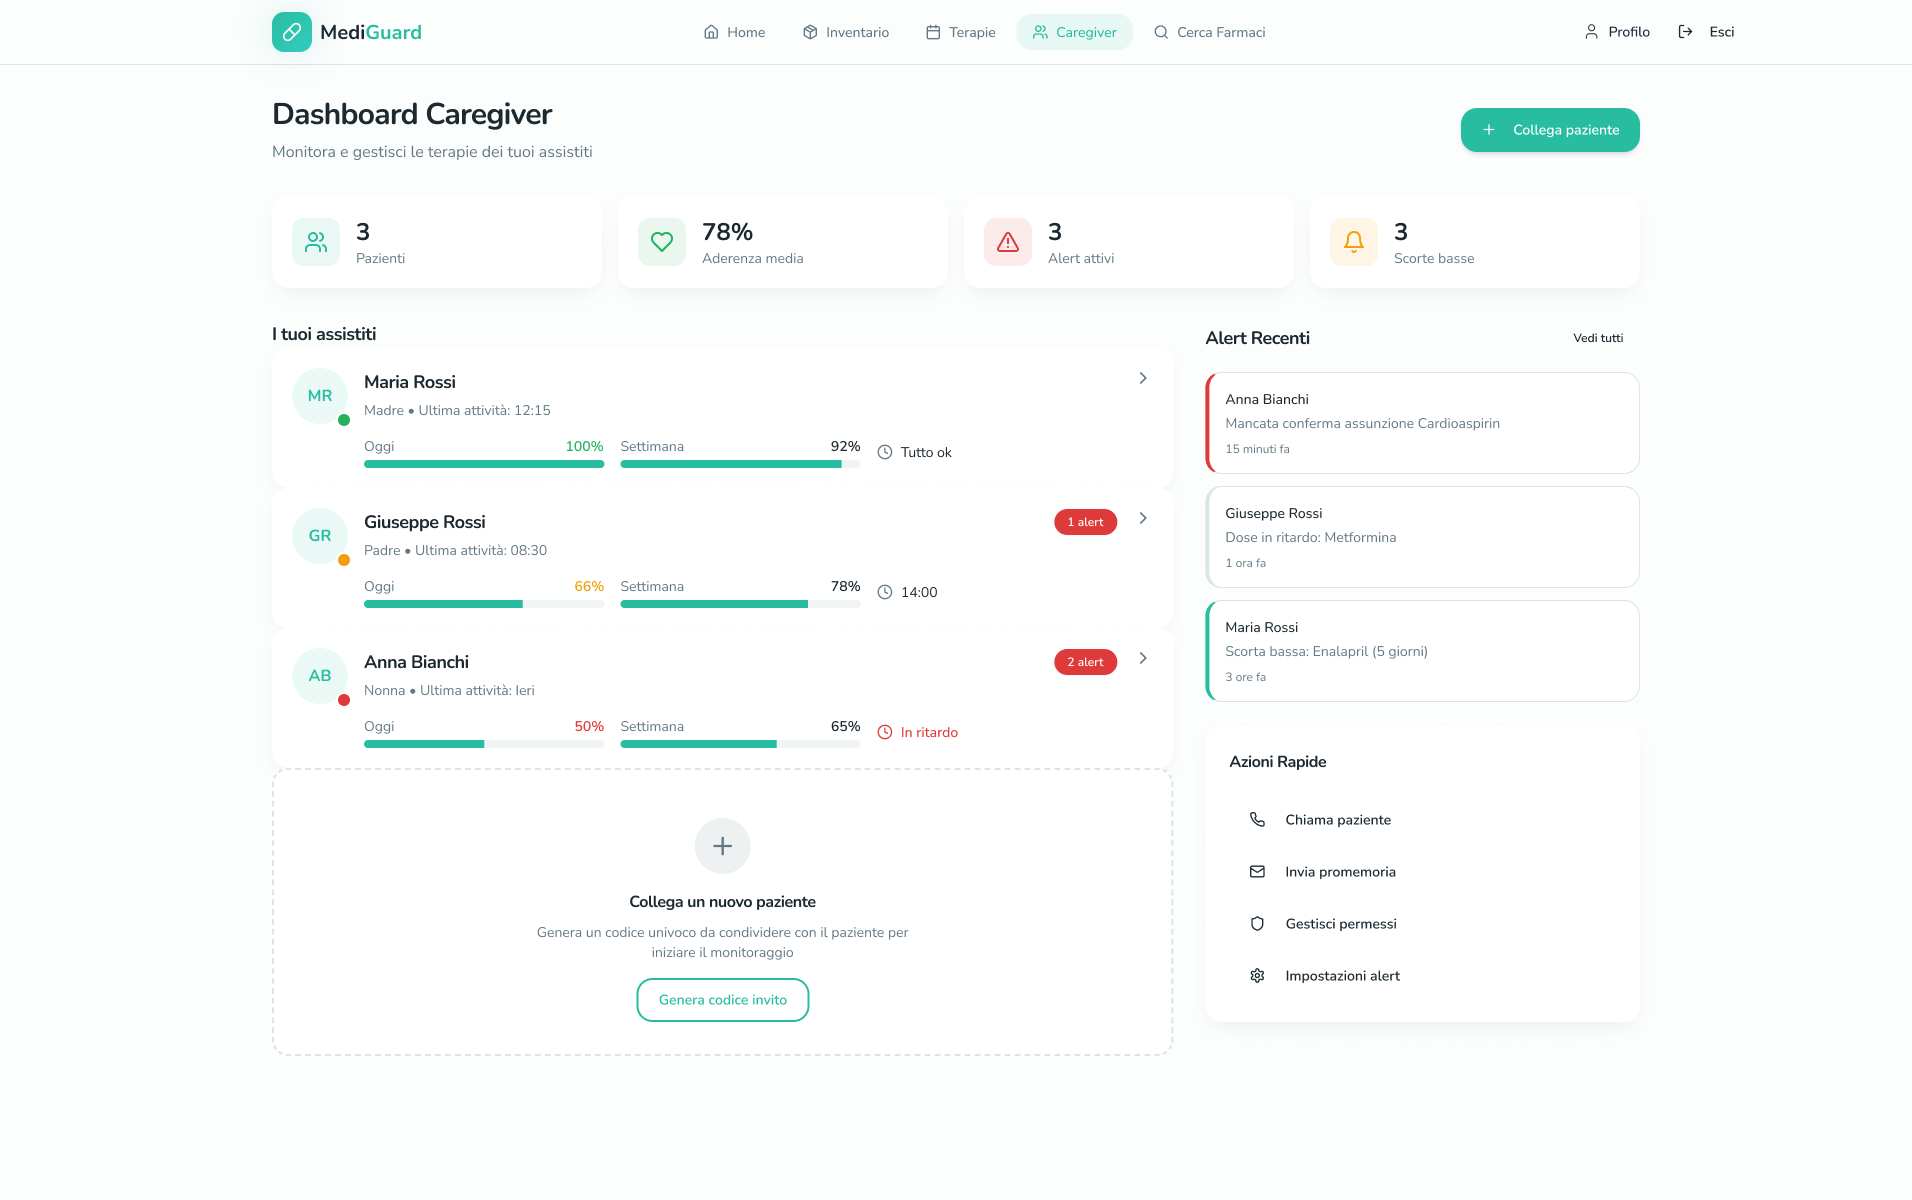 MediGuard
Home
Inventario
Terapie
Caregiver
Cerca Farmaci
Profilo
Esci
Dashboard Caregiver
Monitora e gestisci le terapie dei tuoi assistiti
Collega paziente
3
Pazienti
78%
Aderenza media
3
Alert attivi
3
Scorte basse
I tuoi assistiti
MR
Maria Rossi
Madre • Ultima attività: 12:15
Oggi 100%
Settimana 92%
Tutto ok
GR
Giuseppe Rossi
1 alert
Padre • Ultima attività: 08:30
Oggi 66%
Settimana 78%
14:00
AB
Anna Bianchi
2 alert
Nonna • Ultima attività: Ieri
Oggi 50%
Settimana 65%
In ritardo
Collega un nuovo paziente
Genera un codice univoco da condividere con il paziente per
iniziare il monitoraggio
Genera codice invito
Alert Recenti
Vedi tutti
Anna Bianchi
Mancata conferma assunzione Cardioaspirin
15 minuti fa
Giuseppe Rossi
Dose in ritardo: Metformina
1 ora fa
Maria Rossi
Scorta bassa: Enalapril (5 giorni)
3 ore fa
Azioni Rapide
Chiama paziente
Invia promemoria
Gestisci permessi
Impostazioni alert